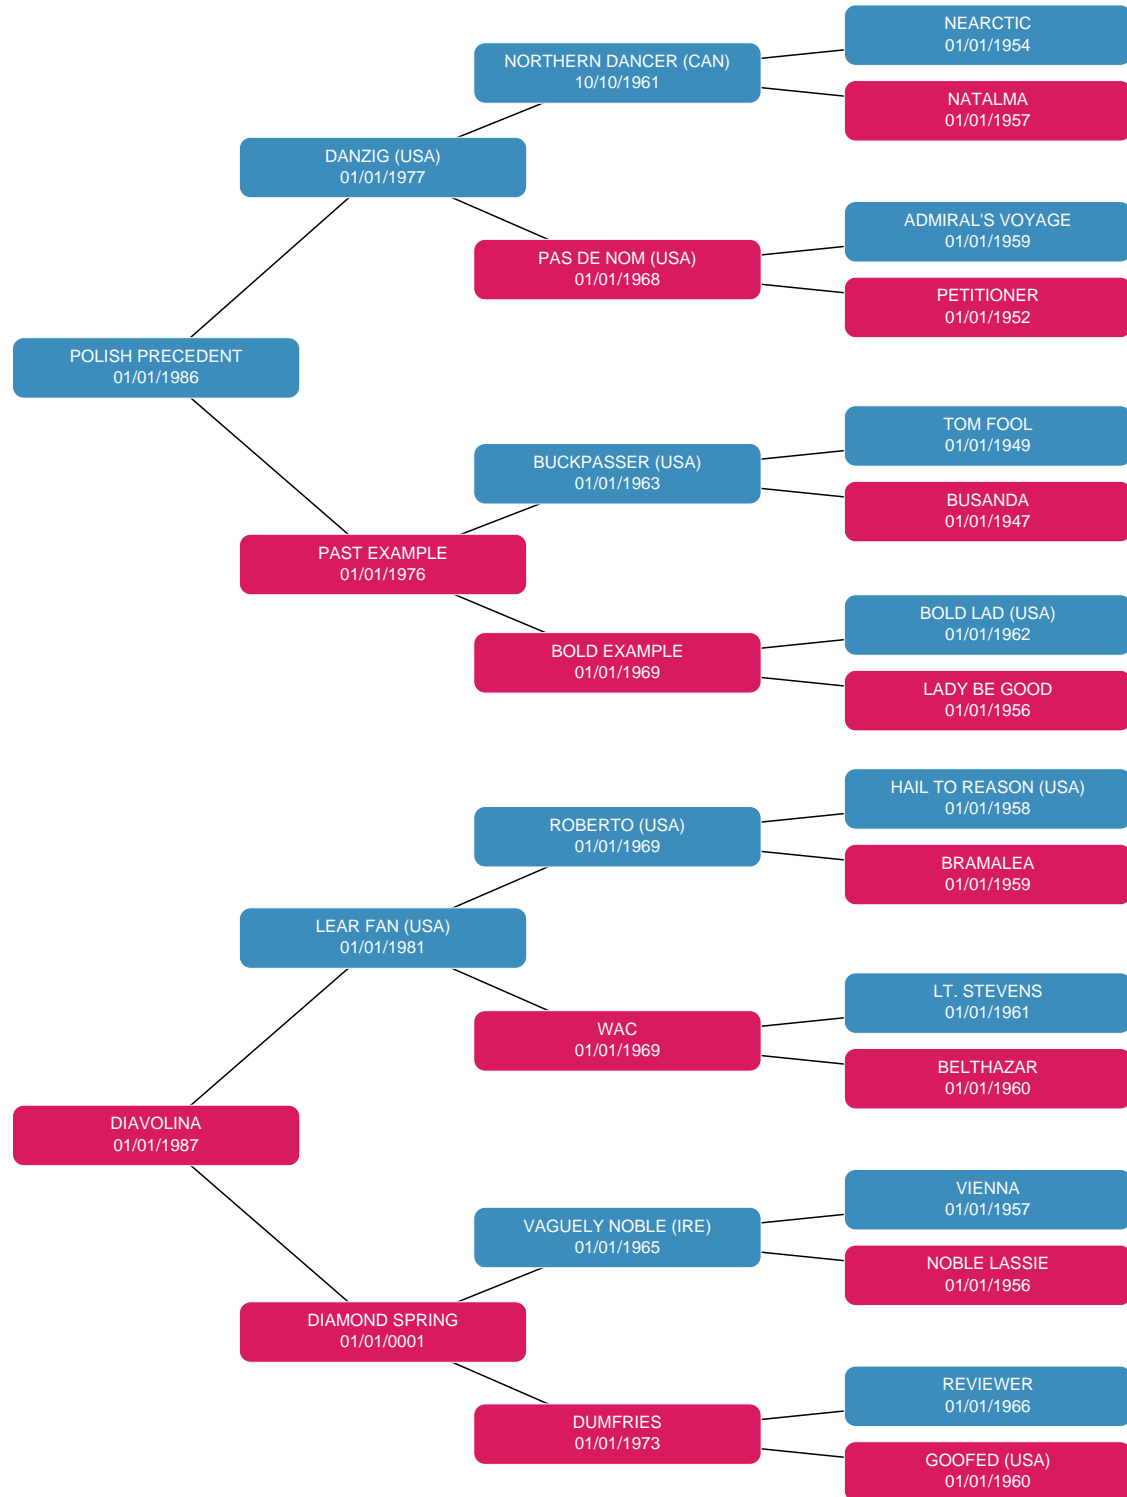 NEARCTIC
01/01/1954
NORTHERN DANCER (CAN)
10/10/1961
NATALMA
01/01/1957
DANZIG (USA)
01/01/1977
ADMIRAL'S VOYAGE
01/01/1959
PAS DE NOM (USA)
01/01/1968
PETITIONER
01/01/1952
POLISH PRECEDENT
01/01/1986
TOM FOOL
01/01/1949
BUCKPASSER (USA)
01/01/1963
BUSANDA
01/01/1947
PAST EXAMPLE
01/01/1976
BOLD LAD (USA)
01/01/1962
BOLD EXAMPLE
01/01/1969
LADY BE GOOD
01/01/1956
HAIL TO REASON (USA)
01/01/1958
ROBERTO (USA)
01/01/1969
BRAMALEA
01/01/1959
LEAR FAN (USA)
01/01/1981
LT. STEVENS
01/01/1961
WAC
01/01/1969
BELTHAZAR
01/01/1960
DIAVOLINA
01/01/1987
VIENNA
01/01/1957
VAGUELY NOBLE (IRE)
01/01/1965
NOBLE LASSIE
01/01/1956
DIAMOND SPRING
01/01/0001
REVIEWER
01/01/1966
DUMFRIES
01/01/1973
GOOFED (USA)
01/01/1960